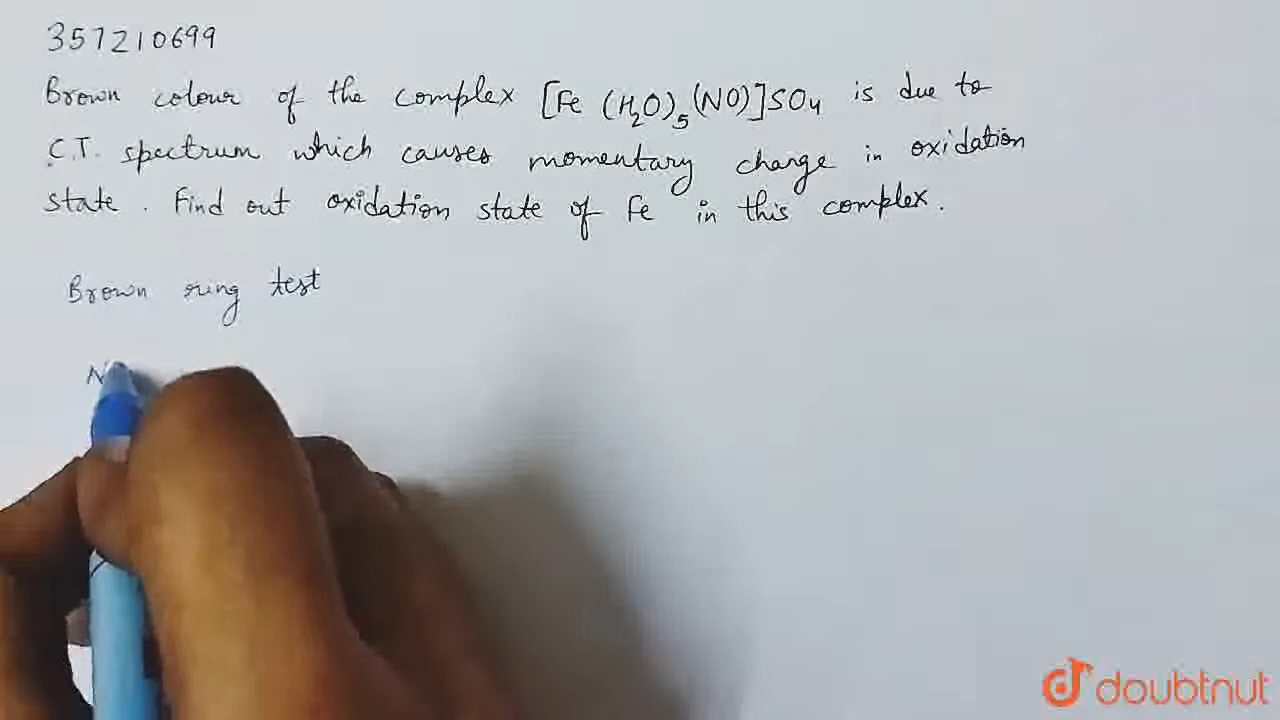 357210699
Brown colour of the complex [Fe (H₂O)₅(NO)]SO₄ is due to
C.T. spectrum which causes momentary change in oxidation
state. Find out oxidation state of Fe in this complex.
Brown ring test
N
doubtnut